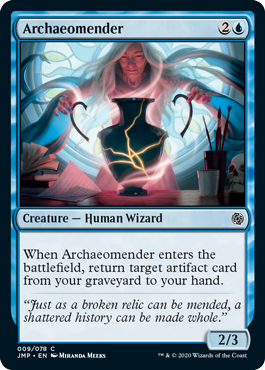 Archaeomender 2
Creature — Human Wizard
When Archaeomender enters the
battlefield, return target artifact card
from your graveyard to your hand.
“Just as a broken relic can be mended, a
shattered history can be made whole.”
2/3
009/078 C
JMP • EN Miranda Meeks
™ & © 2020 Wizards of the Coast